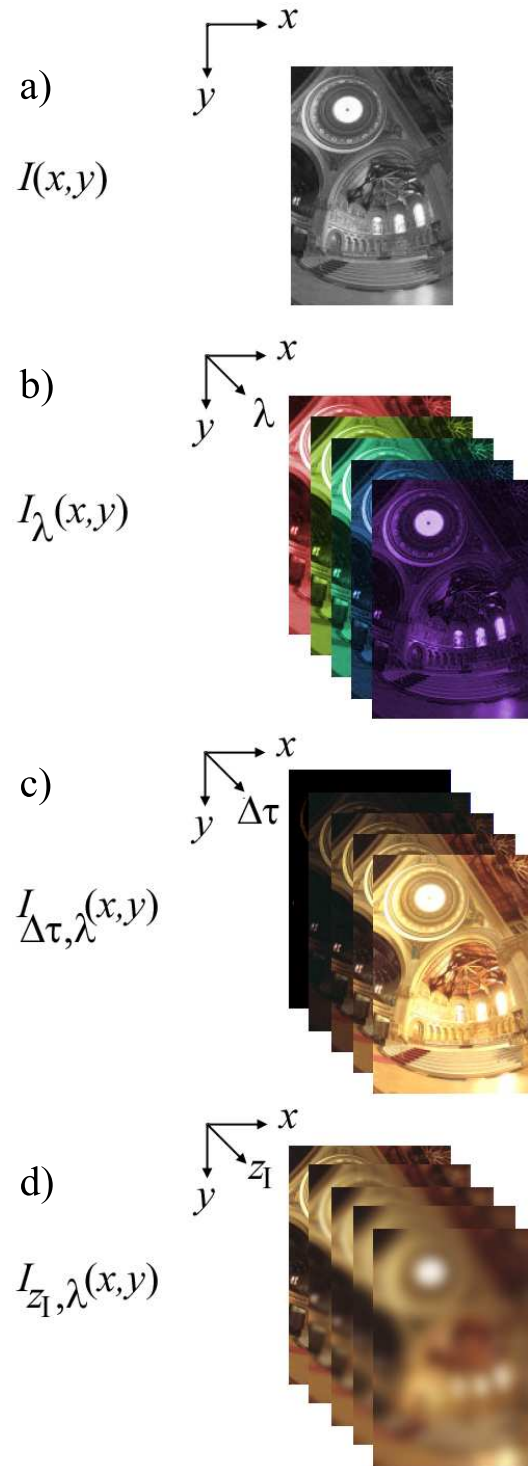 x
a)
y
I(x,y)
x
b)
y λ
I_λ(x,y)
x
c)
y Δτ
I_Δτ,λ(x,y)
x
d)
y z_I
I_z_I,λ(x,y)